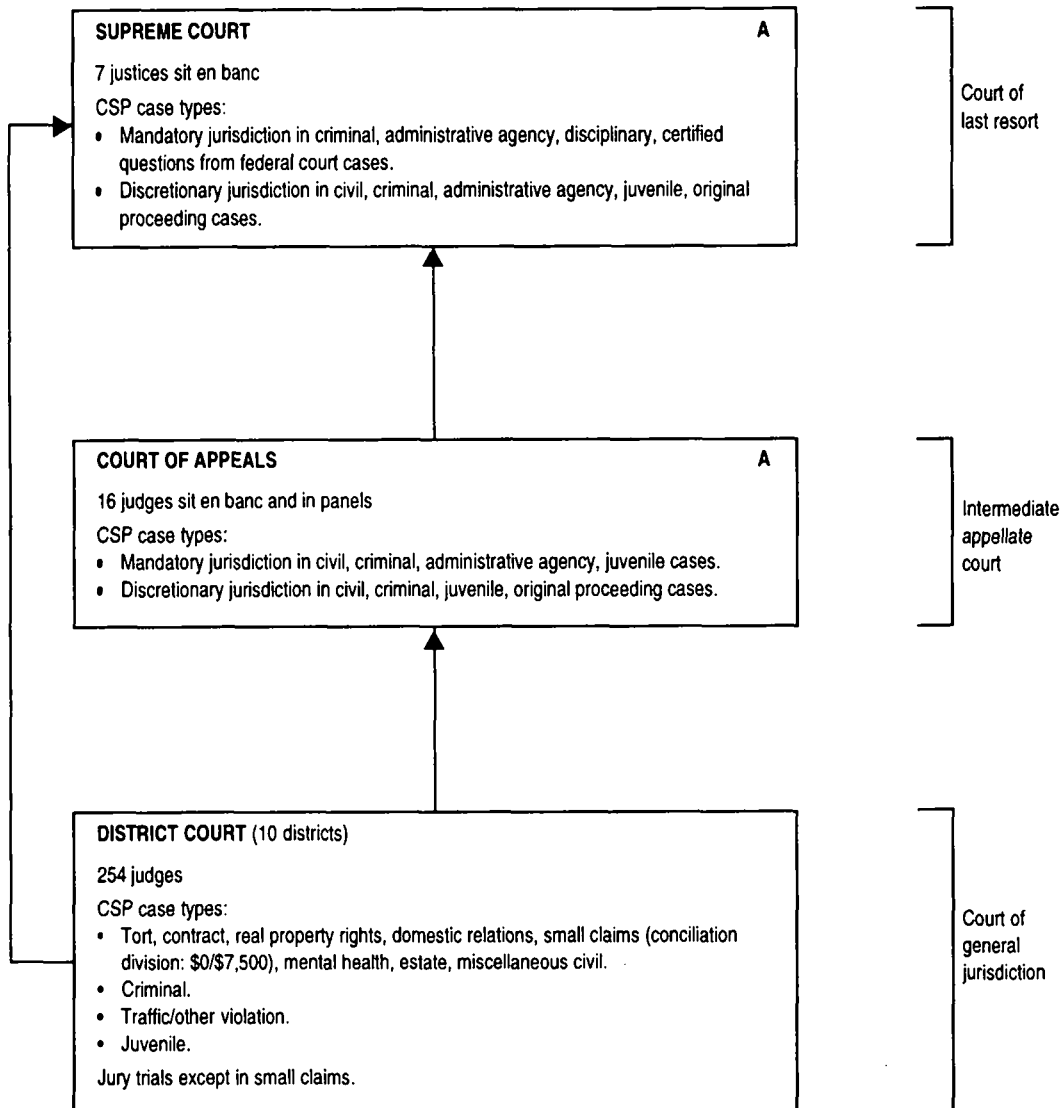 SUPREME COURT A
7 justices sit en banc
CSP case types:
• Mandatory jurisdiction in criminal, administrative agency, disciplinary, certified
questions from federal court cases.
• Discretionary jurisdiction in civil, criminal, administrative agency, juvenile, original
proceeding cases.
Court of
last resort
COURT OF APPEALS A
16 judges sit en banc and in panels
CSP case types:
• Mandatory jurisdiction in civil, criminal, administrative agency, juvenile cases.
• Discretionary jurisdiction in civil, criminal, juvenile, original proceeding cases.
Intermediate
appellate
court
DISTRICT COURT (10 districts)
254 judges
CSP case types:
• Tort, contract, real property rights, domestic relations, small claims (conciliation
division: $0/$7,500), mental health, estate, miscellaneous civil.
• Criminal.
• Traffic/other violation.
• Juvenile.
Jury trials except in small claims.
Court of
general
jurisdiction